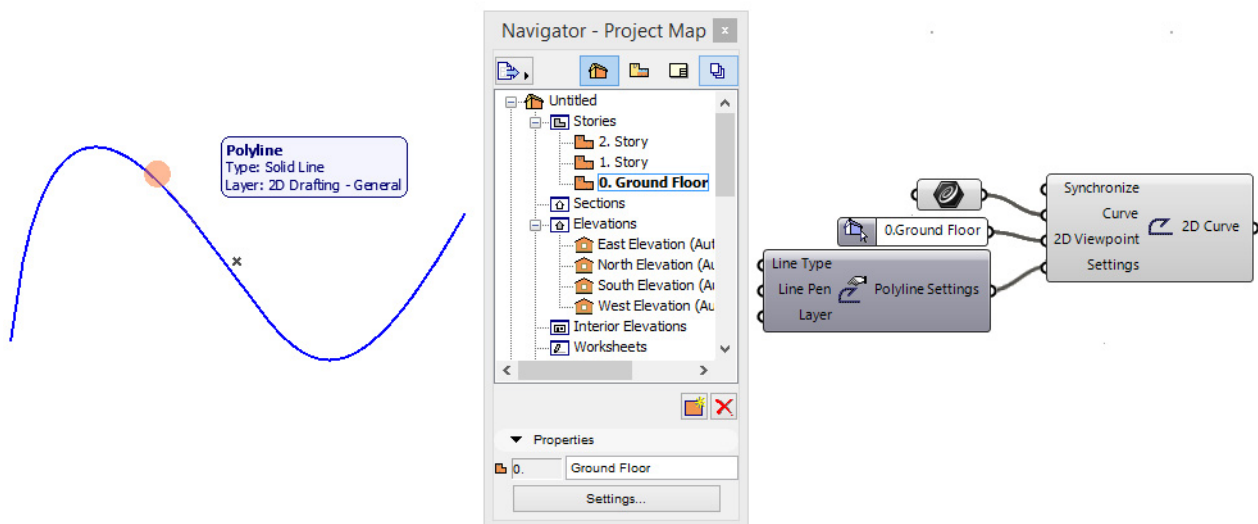 Polyline
Type: Solid Line
Layer: 2D Drafting - General
Navigator - Project Map
Untitled
Stories
2. Story
1. Story
0. Ground Floor
Sections
Elevations
East Elevation (Aut
North Elevation (Au
South Elevation (Au
West Elevation (Au
Interior Elevations
Worksheets
Properties
0.
Ground Floor
Settings...
0.Ground Floor
Line Type
Line Pen
Layer
Polyline Settings
Synchronize
Curve
2D Viewpoint
Settings
2D Curve